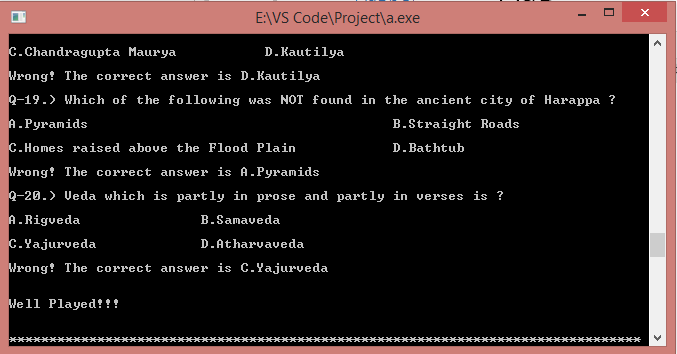 E:\VS Code\Project\a.exe
C.Chandragupta Maurya D.Kautilya
Wrong! The correct answer is D.Kautilya
Q-19.) Which of the following was NOT found in the ancient city of Harappa ?
A.Pyramids B.Straight Roads
C.Homes raised above the Flood Plain D.Bathtub
Wrong! The correct answer is A.Pyramids
Q-20.) Veda which is partly in prose and partly in verses is ?
A.Rigveda B.Samaveda
C.Yajurveda D.Atharvaveda
Wrong! The correct answer is C.Yajurveda
Well Played!!!
*******************************************************************************